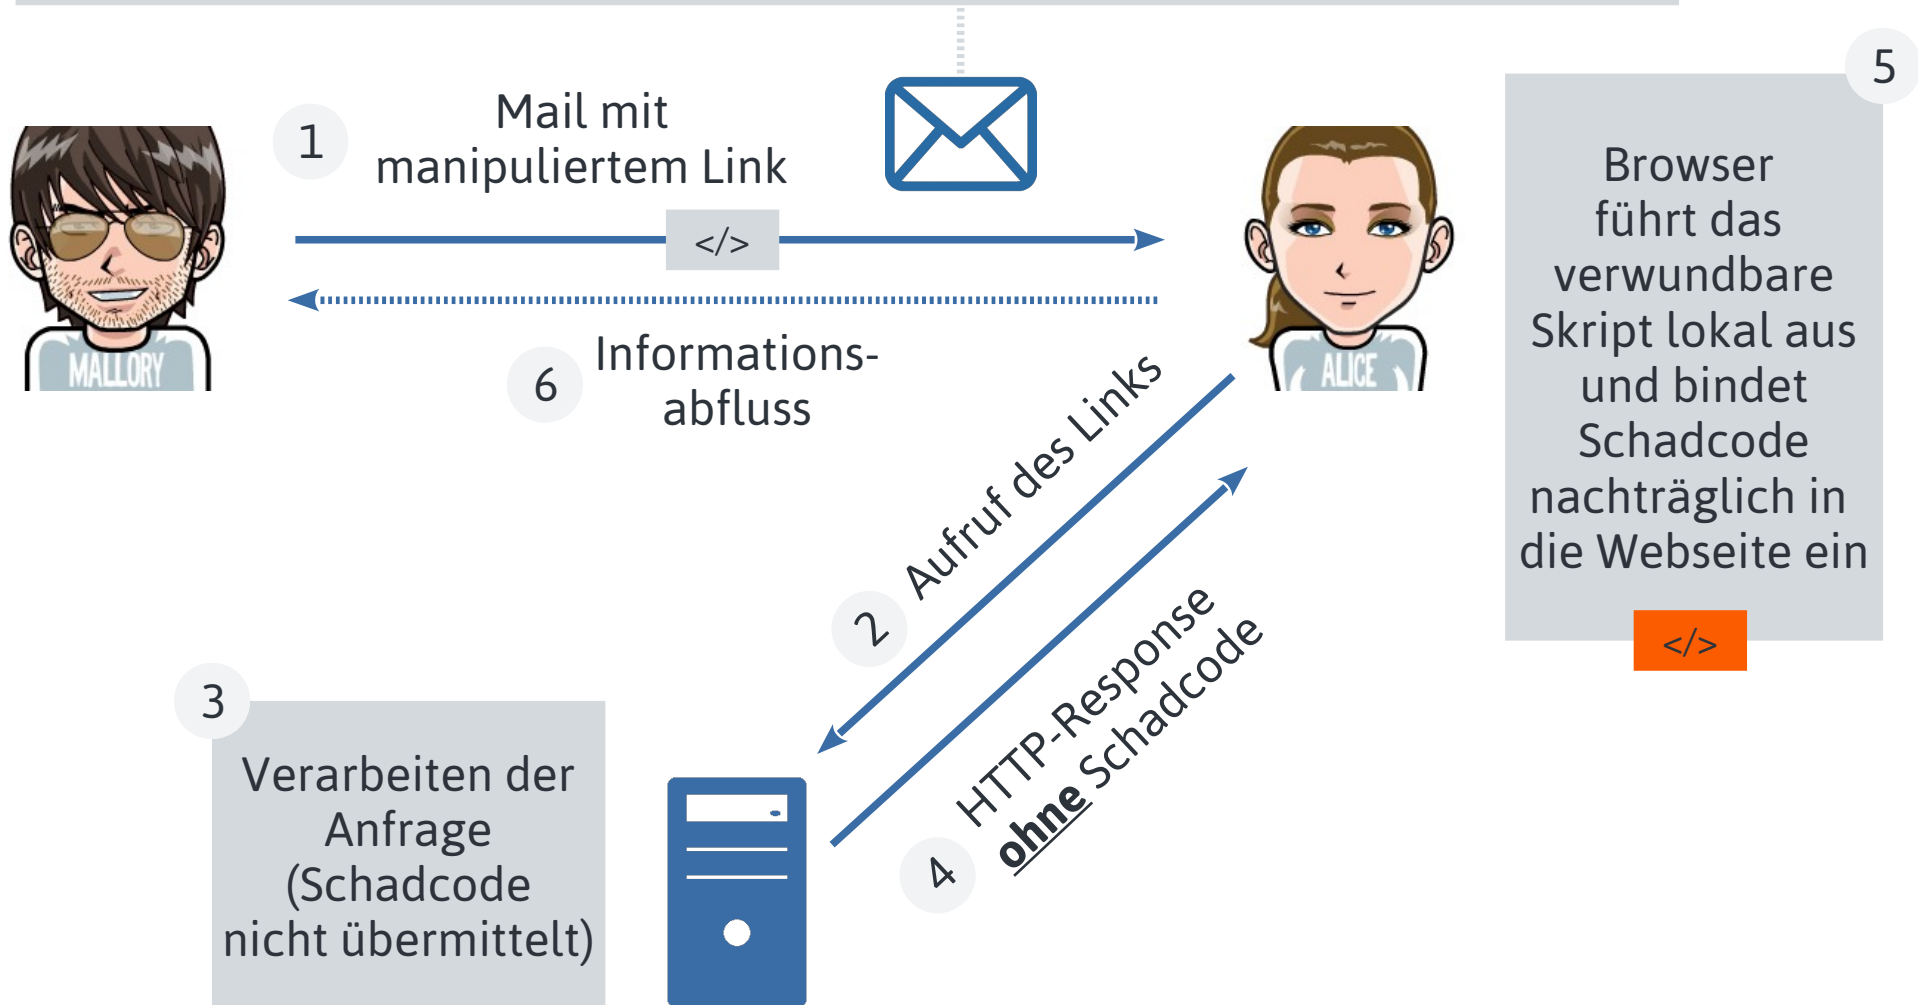 1
Mail mit
manipuliertem Link
</>
MALLORY
6
Informations-
abfluss
ALICE
2
Aufruf des Links
3
Verarbeiten der
Anfrage
(Schadcode
nicht übermittelt)
4
HTTP-Response
ohne Schadcode
5
Browser
führt das
verwundbare
Skript lokal aus
und bindet
Schadcode
nachträglich in
die Webseite ein
</>